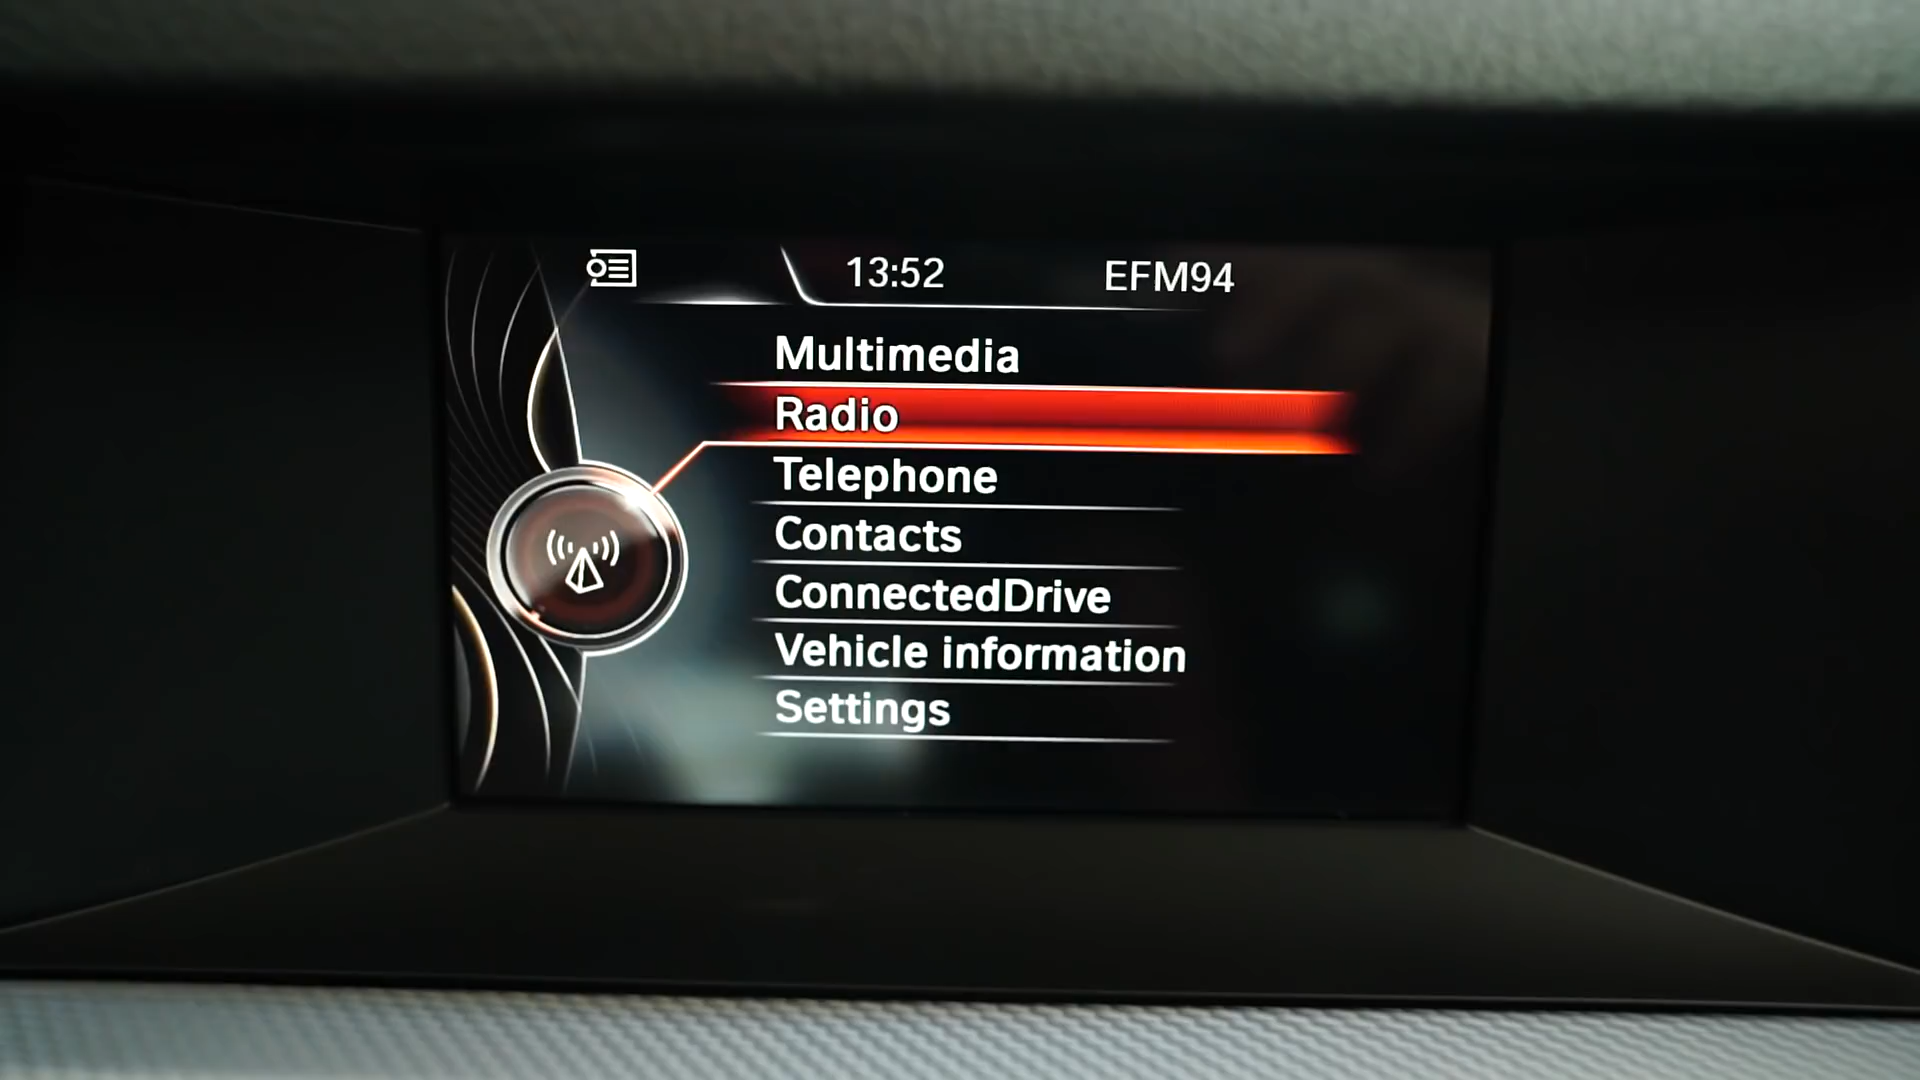 13:52 EFM94
Multimedia
Radio
Telephone
Contacts
ConnectedDrive
Vehicle information
Settings